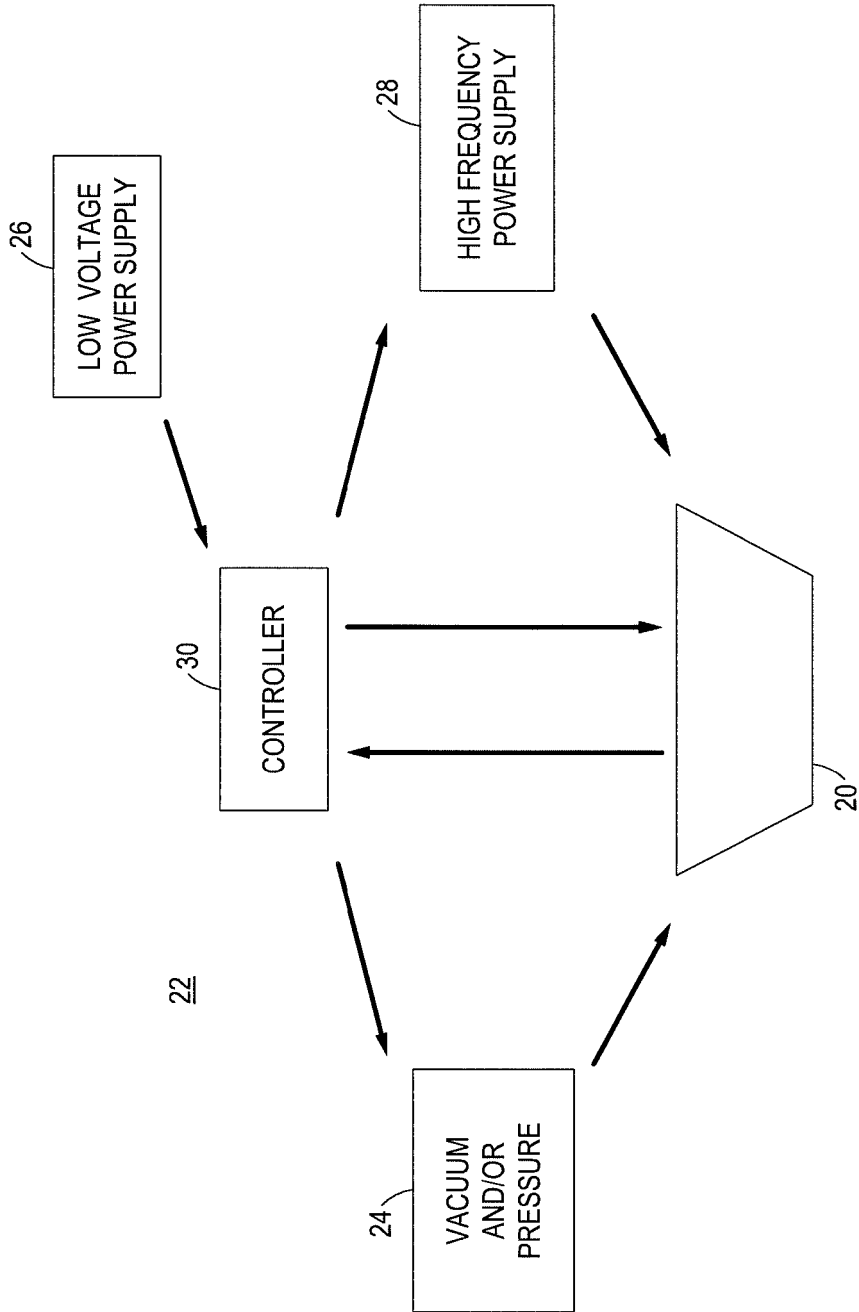 26
LOW VOLTAGE
POWER SUPPLY
30
CONTROLLER
28
HIGH FREQUENCY
POWER SUPPLY
22
24
VACUUM
AND/OR
PRESSURE
20